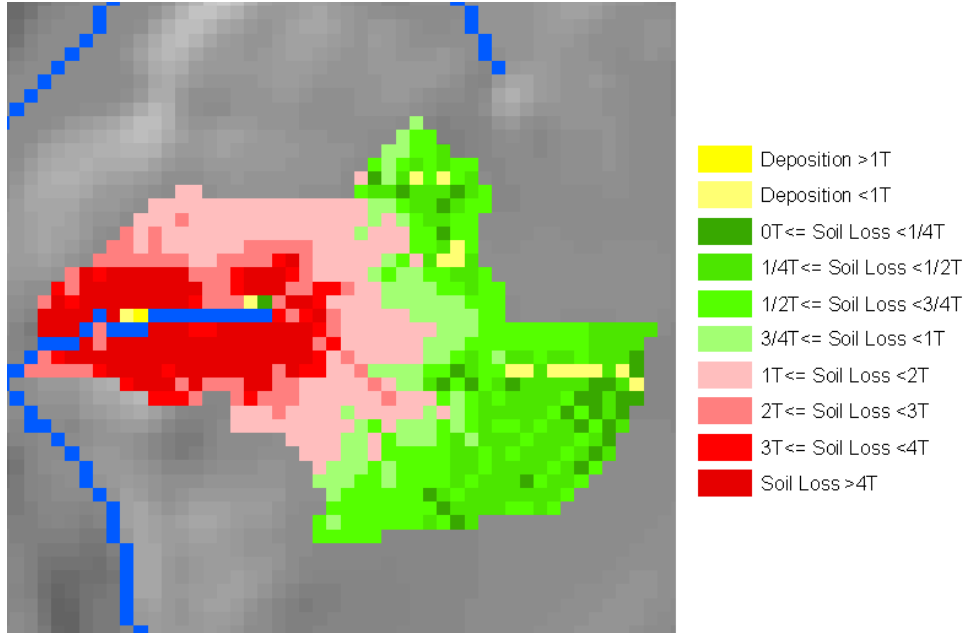 Deposition >1T
Deposition <1T
0T<= Soil Loss <1/4T
1/4T<= Soil Loss <1/2T
1/2T<= Soil Loss <3/4T
3/4T<= Soil Loss <1T
1T<= Soil Loss <2T
2T<= Soil Loss <3T
3T<= Soil Loss <4T
Soil Loss >4T